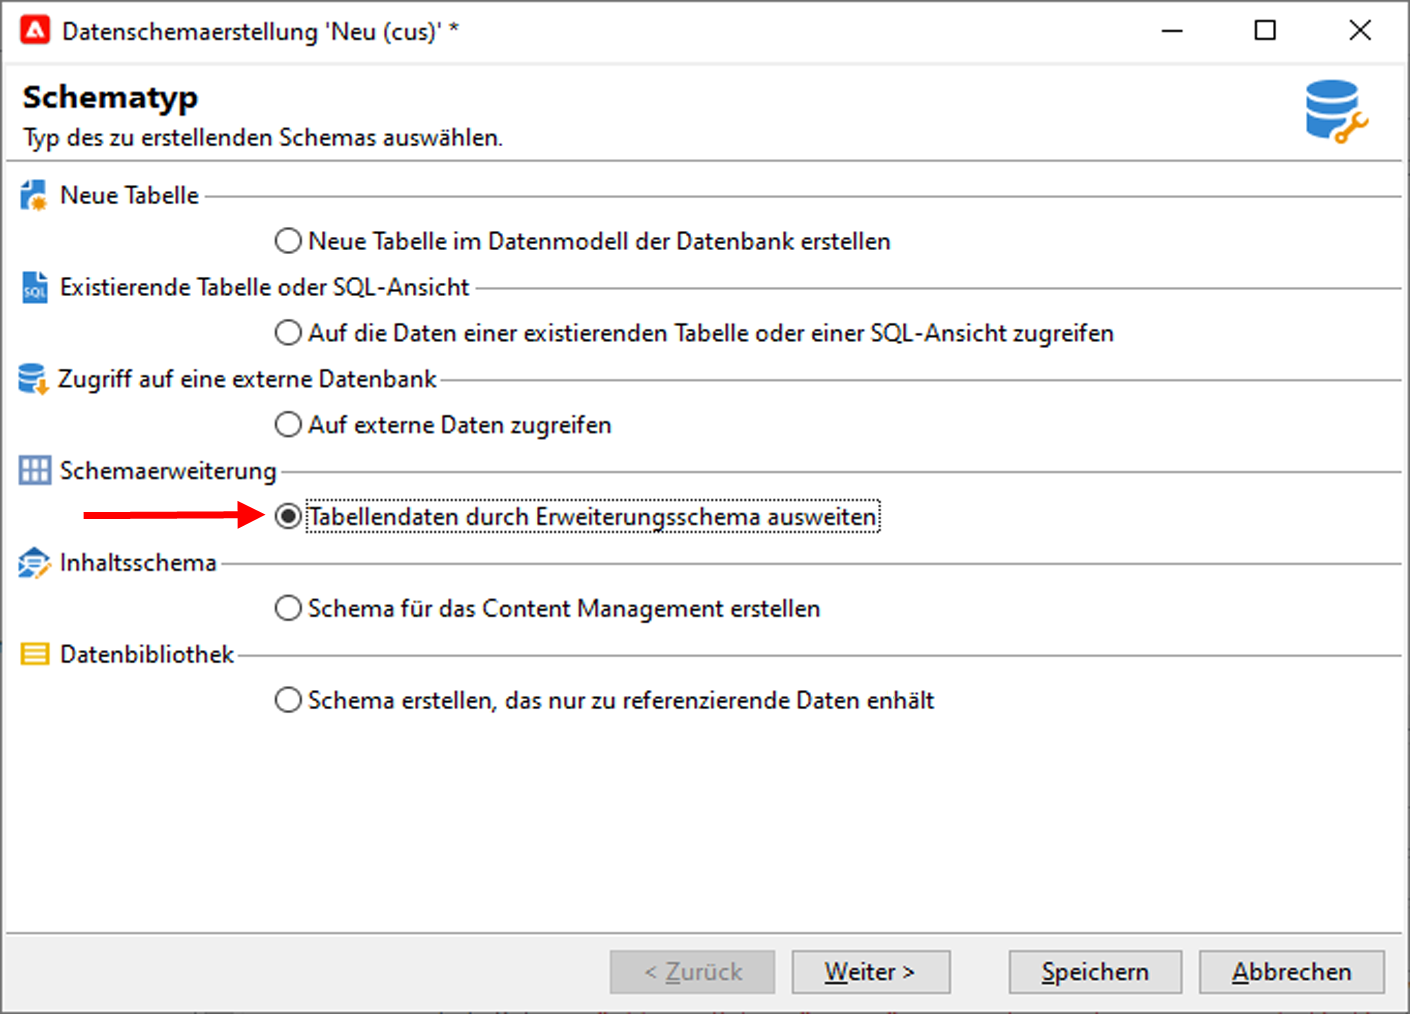 Datenschemaerstellung 'Neu (cus)' *
Schematyp
Typ des zu erstellenden Schemas auswählen.
Neue Tabelle
Neue Tabelle im Datenmodell der Datenbank erstellen
SQL
Existierende Tabelle oder SQL-Ansicht
Auf die Daten einer existierenden Tabelle oder einer SQL-Ansicht zugreifen
Zugriff auf eine externe Datenbank
Auf externe Daten zugreifen
Schemaerweiterung
Tabellendaten durch Erweiterungsschema ausweiten
Inhaltsschema
Schema für das Content Management erstellen
Datenbibliothek
Schema erstellen, das nur zu referenzierende Daten enhält
< Zurück
Weiter >
Speichern
Abbrechen